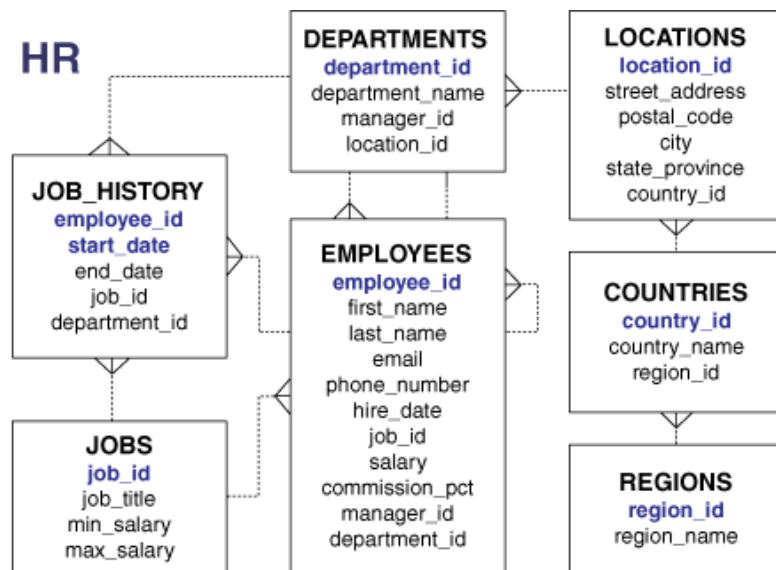 HR
DEPARTMENTS
department_id
department_name
manager_id
location_id
LOCATIONS
location_id
street_address
postal_code
city
state_province
country_id
JOB_HISTORY
employee_id
start_date
end_date
job_id
department_id
EMPLOYEES
employee_id
first_name
last_name
email
phone_number
hire_date
job_id
salary
commission_pct
manager_id
department_id
COUNTRIES
country_id
country_name
region_id
JOBS
job_id
job_title
min_salary
max_salary
REGIONS
region_id
region_name